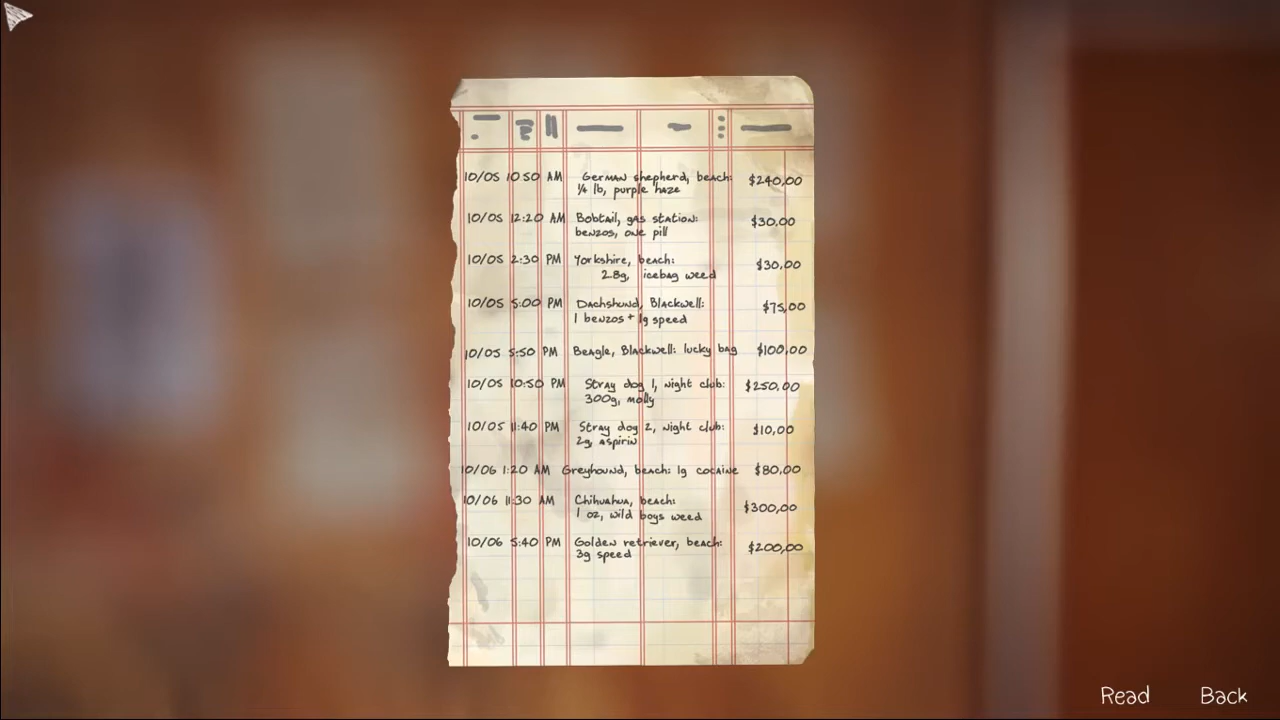 10/05 10:50 AM German shepherd, beach: $240,00
1/4 lb, purple haze
10/05 12:20 AM Bobtail, gas station: $30,00
benzos, one pill
10/05 2:30 PM Yorkshire, beach: $30,00
2.8g, icebag weed
10/05 5:00 PM Dachshund, Blackwell: $75,00
1 benzos + 1g speed
10/05 5:50 PM Beagle, Blackwell: lucky bag $100,00
10/05 10:50 PM Stray dog 1, night club: $250,00
300g, molly
10/05 11:40 PM Stray dog 2, night club: $10,00
2g, aspirin
10/06 1:20 AM Greyhound, beach: 1g cocaine $80,00
10/06 11:30 AM Chihuahua, beach: $300,00
1 oz, wild boys weed
10/06 5:40 PM Golden retriever, beach: $200,00
3g speed
Read Back